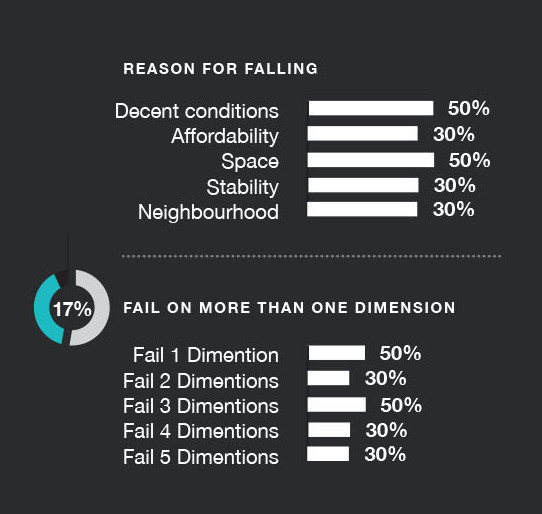 REASON FOR FALLING
Decent conditions 50%
Affordability 30%
Space 50%
Stability 30%
Neighbourhood 30%
17%
FAIL ON MORE THAN ONE DIMENSION
Fail 1 Dimention 50%
Fail 2 Dimentions 30%
Fail 3 Dimentions 50%
Fail 4 Dimentions 30%
Fail 5 Dimentions 30%